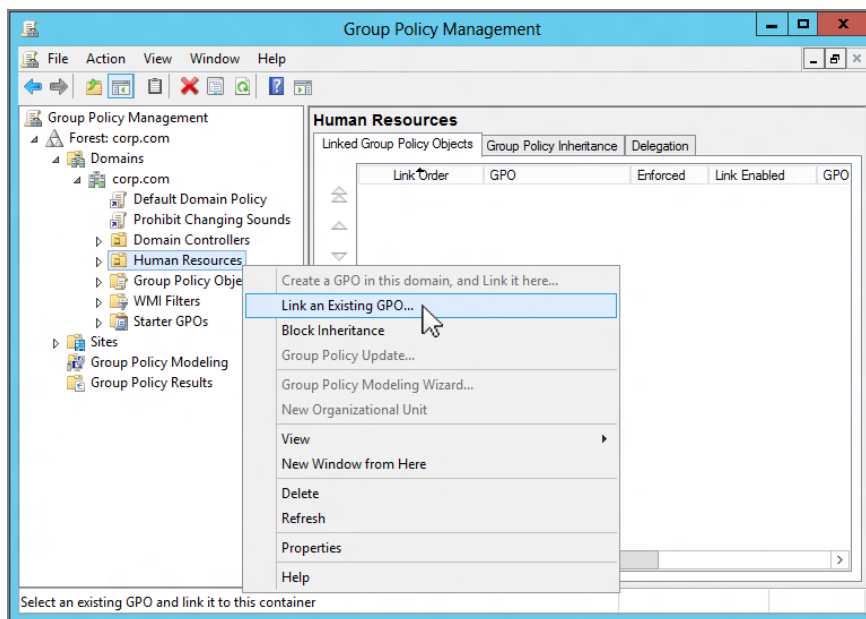 Group Policy Management
File Action View Window Help
Group Policy Management
Forest: corp.com
Domains
corp.com
Default Domain Policy
Prohibit Changing Sounds
Domain Controllers
Human Resources
Group Policy Obje
WMI Filters
Starter GPOs
Sites
Group Policy Modeling
Group Policy Results
Human Resources
Linked Group Policy Objects Group Policy Inheritance Delegation
Link Order GPO Enforced Link Enabled GPO
Create a GPO in this domain, and Link it here...
Link an Existing GPO...
Block Inheritance
Group Policy Update...
Group Policy Modeling Wizard...
New Organizational Unit
View
New Window from Here
Delete
Refresh
Properties
Help
Select an existing GPO and link it to this container